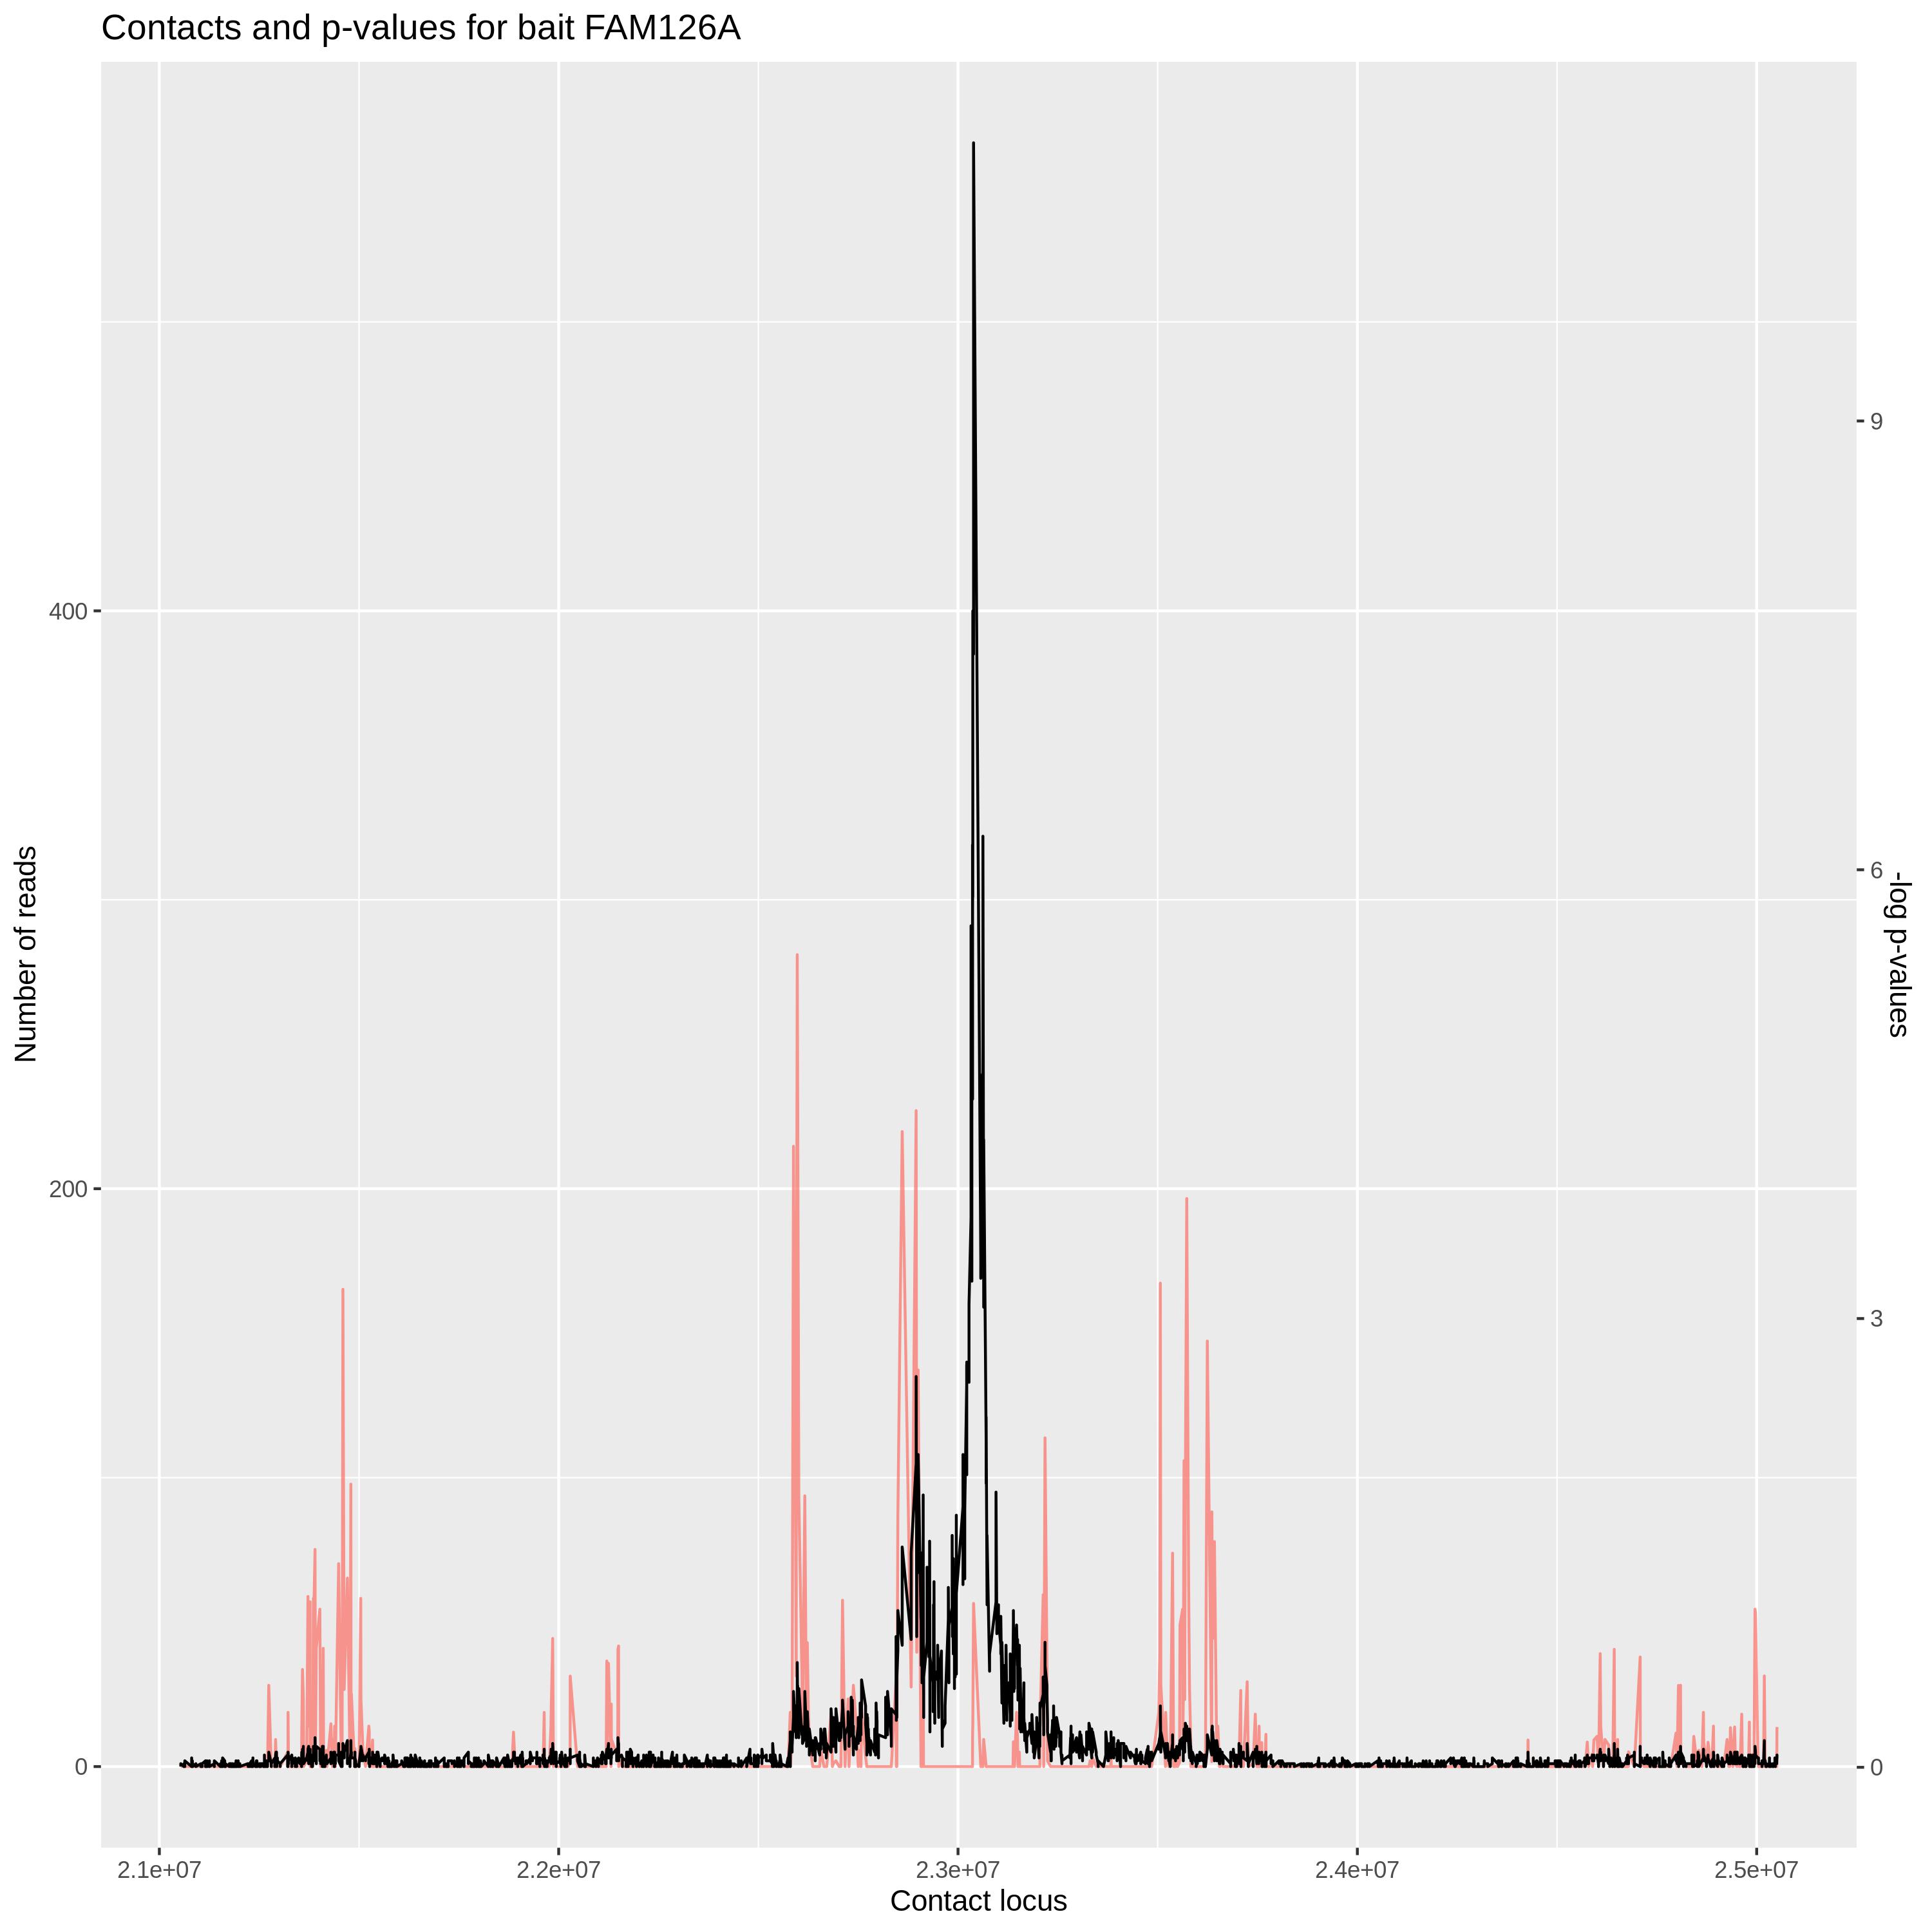 Contacts and p-values for bait FAM126A
Number of reads
400
200
0
9
6
3
0
-log p-values
2.1e+07
2.2e+07
2.3e+07
2.4e+07
2.5e+07
Contact locus